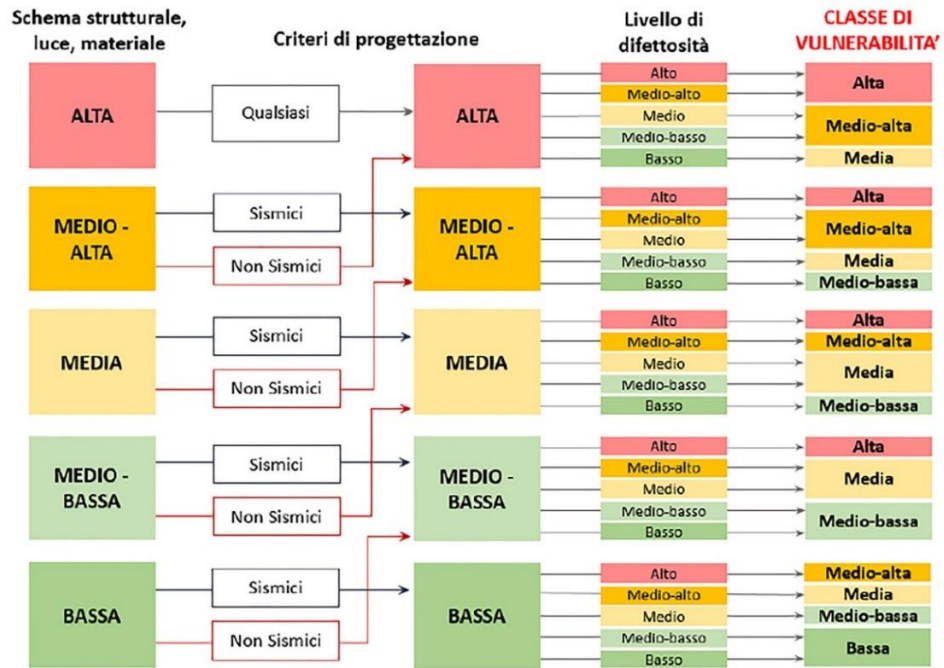 Schema strutturale,
luce, materiale
Criteri di progettazione
Livello di
difettosità
CLASSE DI
VULNERABILITA'
ALTA
Qualsiasi
ALTA
Alto
Medio-alto
Medio
Medio-basso
Basso
Alta
Medio-alta
Media
MEDIO -
ALTA
Sismici
Non Sismici
MEDIO -
ALTA
Alto
Medio-alto
Medio
Medio-basso
Basso
Alta
Medio-alta
Media
Medio-bassa
MEDIA
Sismici
Non Sismici
MEDIA
Alto
Medio-alto
Medio
Medio-basso
Basso
Alta
Medio-alta
Media
Medio-bassa
MEDIO -
BASSA
Sismici
Non Sismici
MEDIO -
BASSA
Alto
Medio-alto
Medio
Medio-basso
Basso
Alta
Media
Medio-bassa
BASSA
Sismici
Non Sismici
BASSA
Alto
Medio-alto
Medio
Medio-basso
Basso
Medio-alta
Media
Medio-bassa
Bassa